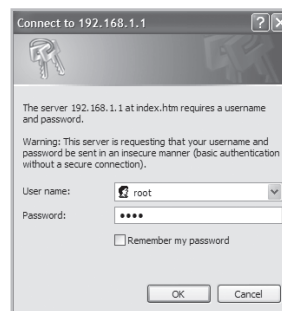 Connect to 192.168.1.1
The server 192.168.1.1 at index.htm requires a username
and password.
Warning: This server is requesting that your username and
password be sent in an insecure manner (basic authentication
without a secure connection).
User name:
root
Password:
••••
Remember my password
OK
Cancel